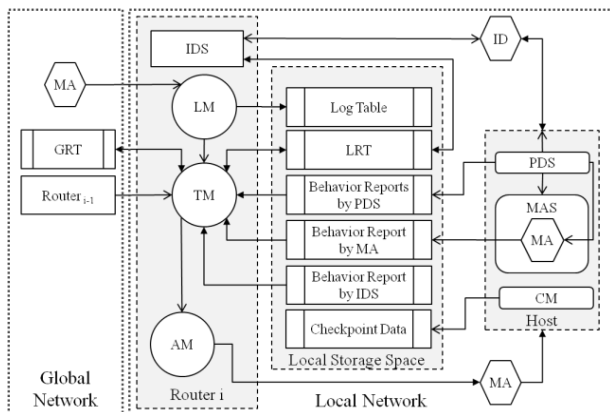 IDS
ID
MA
LM
Log Table
GRT
LRT
PDS
Router i-1
TM
Behavior Reports
by PDS
MAS
Behavior Report
by MA
MA
Behavior Report
by IDS
CM
Checkpoint Data
Host
AM
Local Storage Space
MA
Global
Network
Router i
Local Network